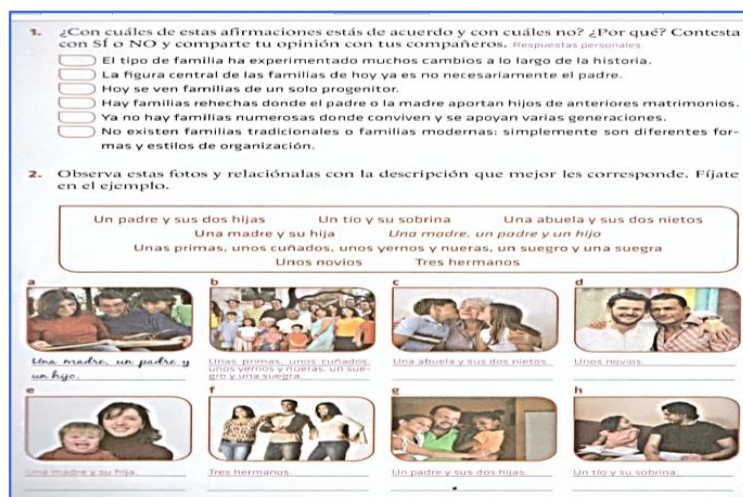 1. ¿Con cuáles de estas afirmaciones estás de acuerdo y con cuáles no? ¿Por qué? Contesta
con SÍ o NO y comparte tu opinión con tus compañeros. Respuestas personales.
El tipo de familia ha experimentado muchos cambios a lo largo de la historia.
La figura central de las familias de hoy ya no es necesariamente el padre.
Hoy se ven familias de un solo progenitor.
Hay familias rehechas donde el padre o la madre aportan hijos de anteriores matrimonios.
Ya no hay familias numerosas donde conviven y se apoyan varias generaciones.
No existen familias tradicionales o familias modernas: simplemente son diferentes for-
mas y estilos de organización.
2. Observa estas fotos y relaciónalas con la descripción que mejor les corresponde. Fíjate
en el ejemplo.
Un padre y sus dos hijas Un tío y su sobrina Una abuela y sus dos nietos
Una madre y su hija Una madre, un padre y un hijo
Unas primas, unos cuñados, unos yernos y nueras, un suegro y una suegra
Unos novios Tres hermanos
a b c d
Una madre, un padre y Unas primas, unos cuñados, Una abuela y sus dos nietos. Unos novios.
un hijo. unos yernos y nueras, un sue-
gro y una suegra.
e f g h
Una madre y su hija. Tres hermanos. Un padre y sus dos hijas. Un tío y su sobrina.